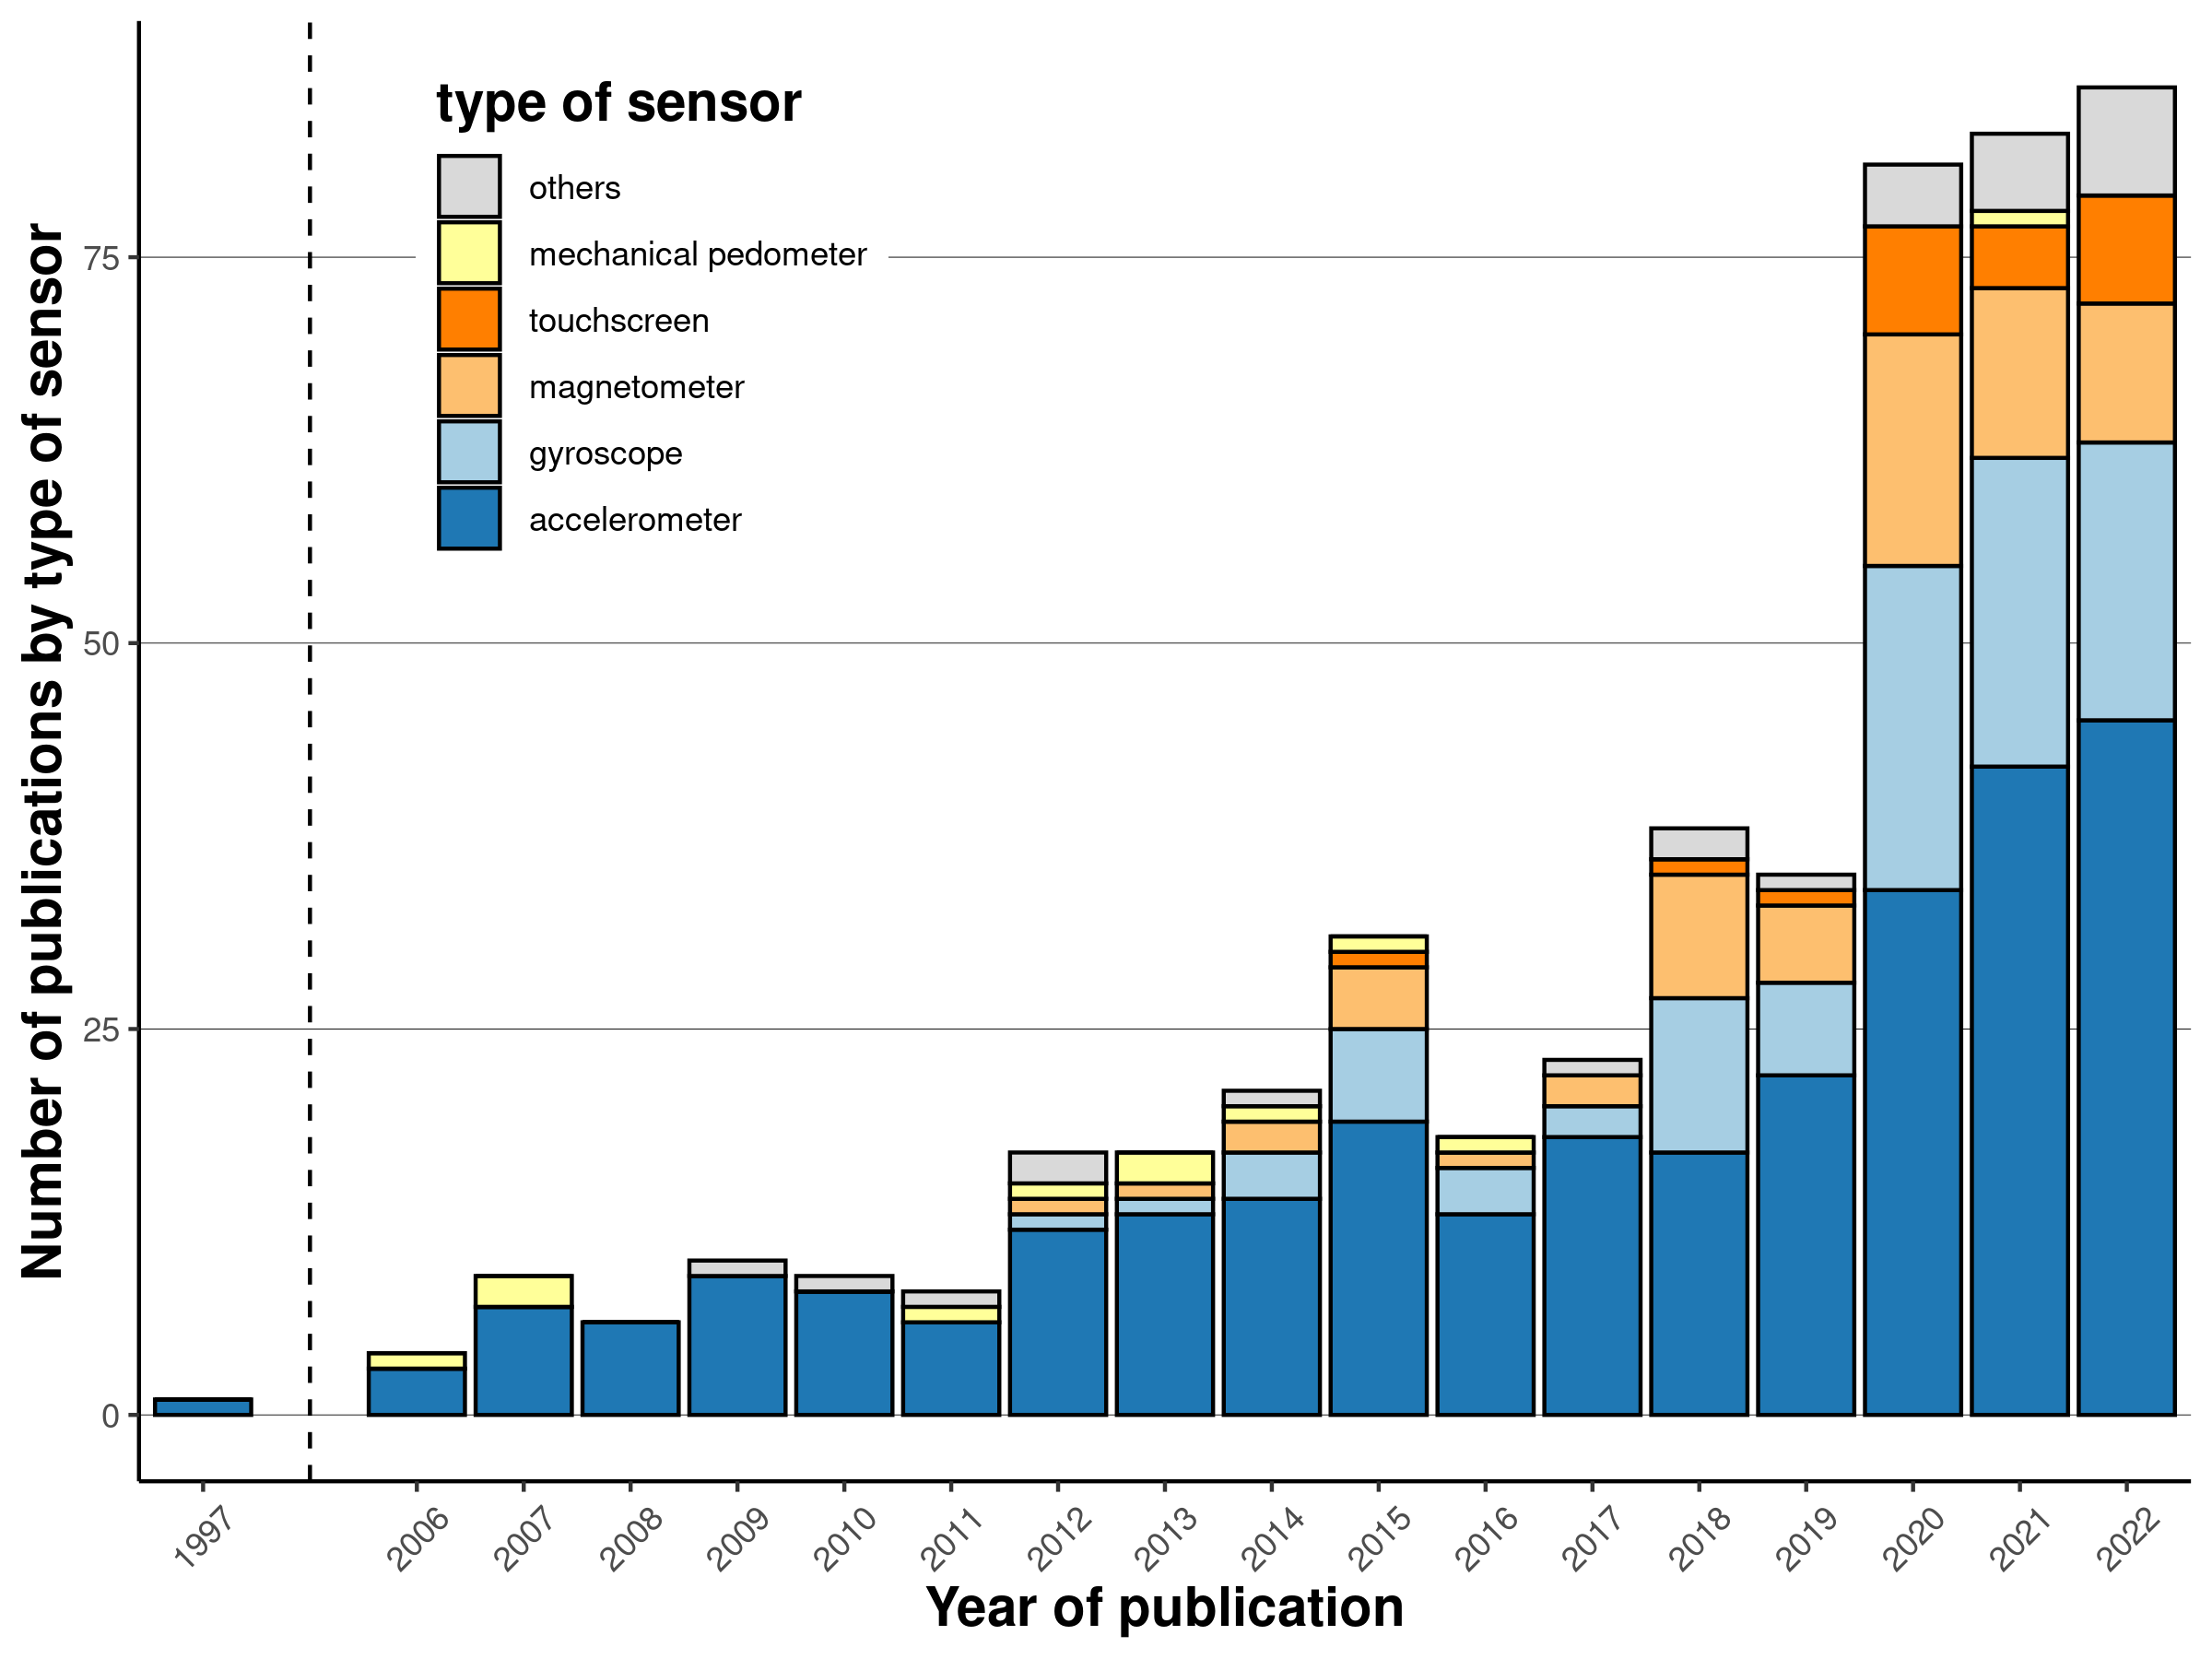 Number of publications by type of sensor
type of sensor
others
mechanical pedometer
touchscreen
magnetometer
gyroscope
accelerometer
75
50
25
0
1997
2006
2007
2008
2009
2010
2011
2012
2013
2014
2015
2016
2017
2018
2019
2020
2021
2022
Year of publication